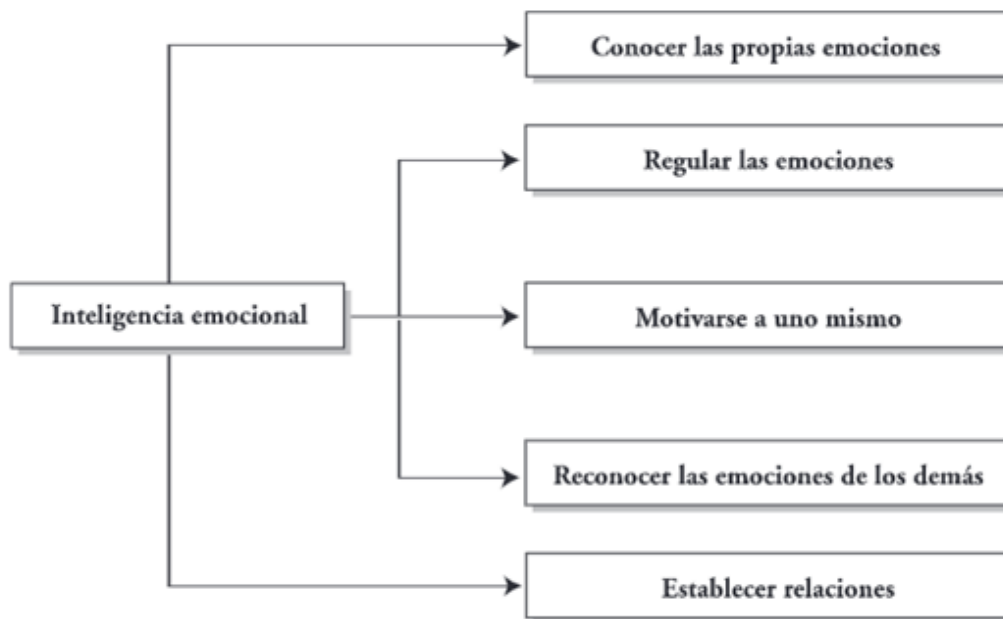 Conocer las propias emociones
Regular las emociones
Inteligencia emocional
Motivarse a uno mismo
Reconocer las emociones de los demás
Establecer relaciones